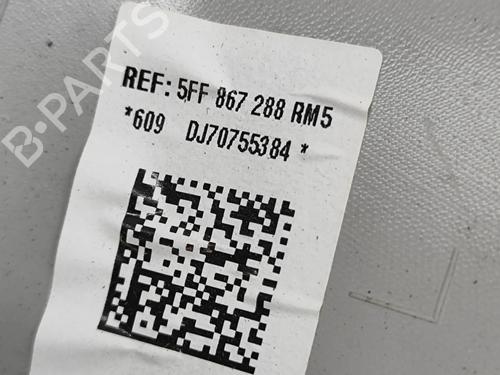 B-PARTS
REF: 5FF 867 288 RM5
*609 DJ70755384 *